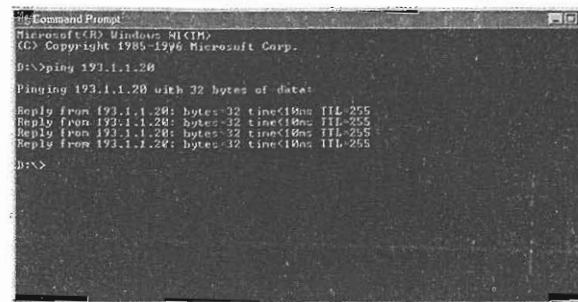 Command Prompt
Microsoft(R) Windows NT(TM)
(C) Copyright 1985-1996 Microsoft Corp.
D:\>ping 193.1.1.20
Pinging 193.1.1.20 with 32 bytes of data:
Reply from 193.1.1.20: bytes=32 time<10ms TTL=255
Reply from 193.1.1.20: bytes=32 time<10ms TTL=255
Reply from 193.1.1.20: bytes=32 time<10ms TTL=255
Reply from 193.1.1.20: bytes=32 time<10ms TTL=255
D:\>